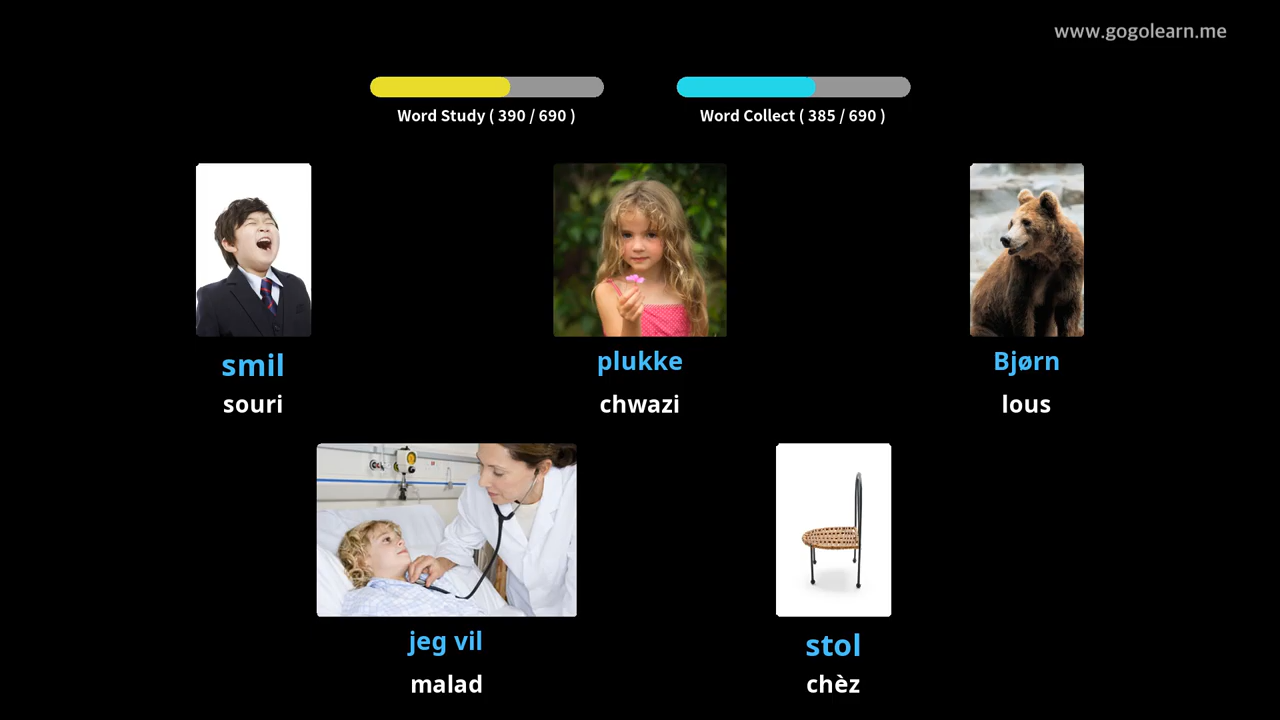 www.gogolearn.me
Word Study ( 390 / 690 )
Word Collect ( 385 / 690 )
smil
souri
plukke
chwazi
Bjørn
lous
jeg vil
malad
stol
chèz